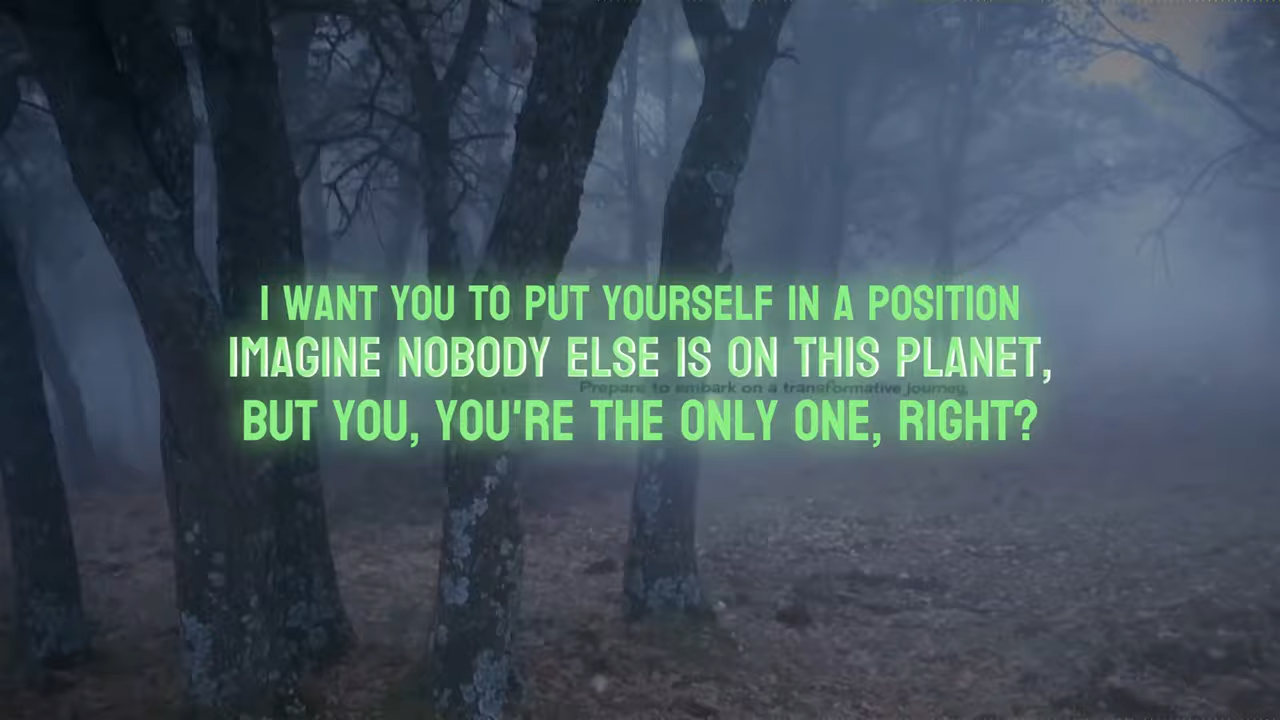 I WANT YOU TO PUT YOURSELF IN A POSITION
IMAGINE NOBODY ELSE IS ON THIS PLANET,
Prepare to embark on a transformative journey,
BUT YOU, YOU'RE THE ONLY ONE, RIGHT?